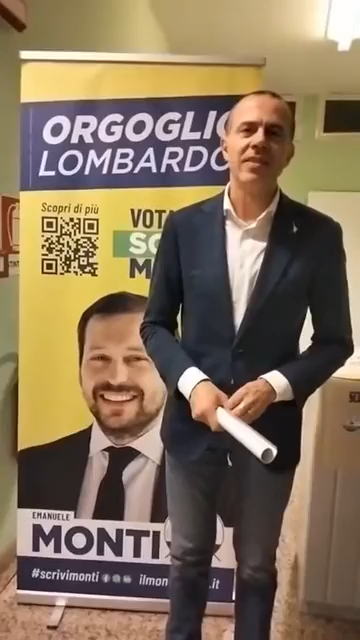 ORGOGLIO
LOMBARDO
Scopri di più
VOTA
EMANUELE
MONTI
#scrivimonti